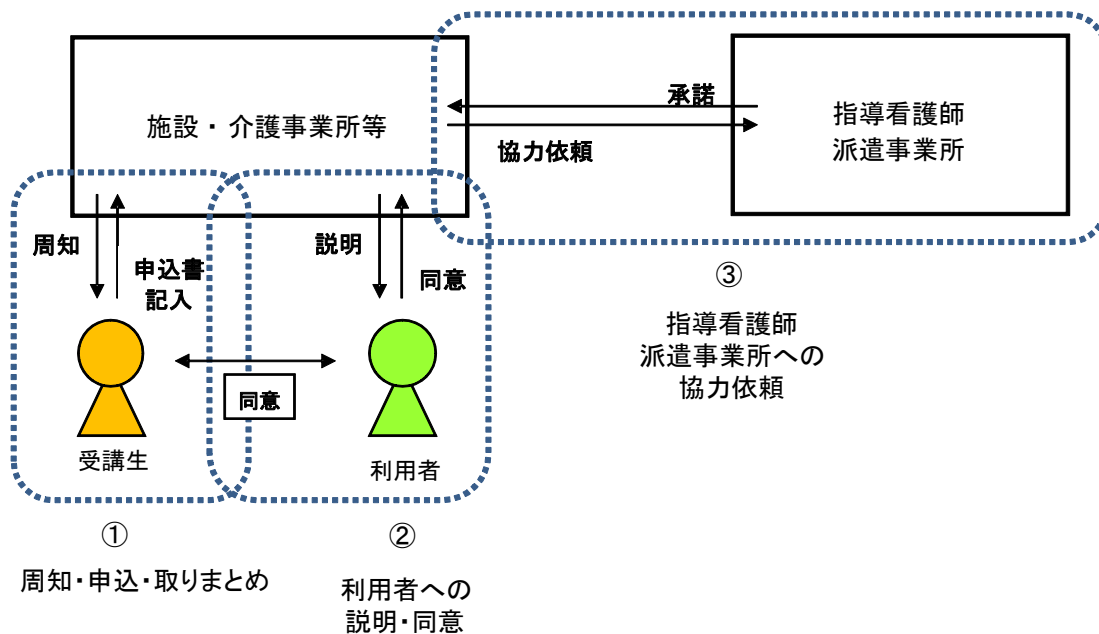 施設・介護事業所等
承諾
協力依頼
指導看護師
派遣事業所
周知
申込書
記入
説明
同意
同意
受講生
利用者
①
周知・申込・取りまとめ
②
利用者への
説明・同意
③
指導看護師
派遣事業所への
協力依頼